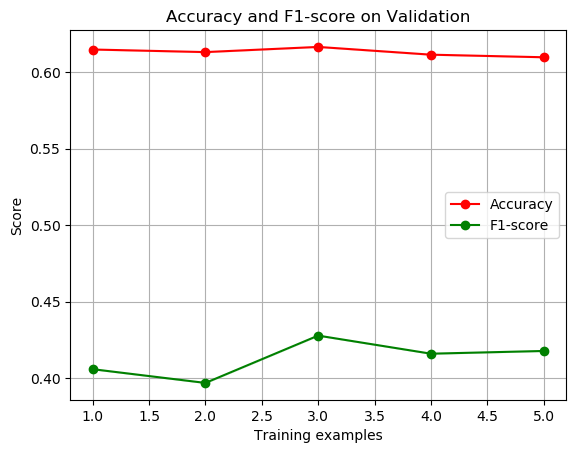 Accuracy and F1-score on Validation
Score
0.60
0.55
0.50
0.45
0.40
Accuracy
F1-score
1.0 1.5 2.0 2.5 3.0 3.5 4.0 4.5 5.0
Training examples